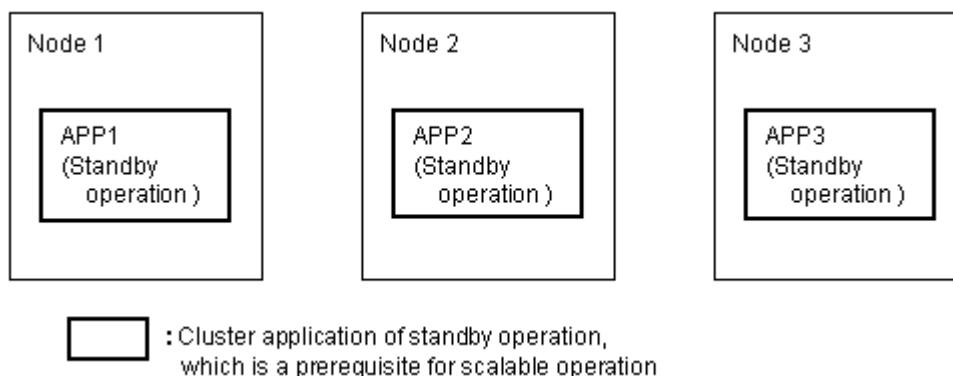 Node 1
APP1
(Standby
operation )
Node 2
APP2
(Standby
operation )
Node 3
APP3
(Standby
operation )
: Cluster application of standby operation,
which is a prerequisite for scalable operation